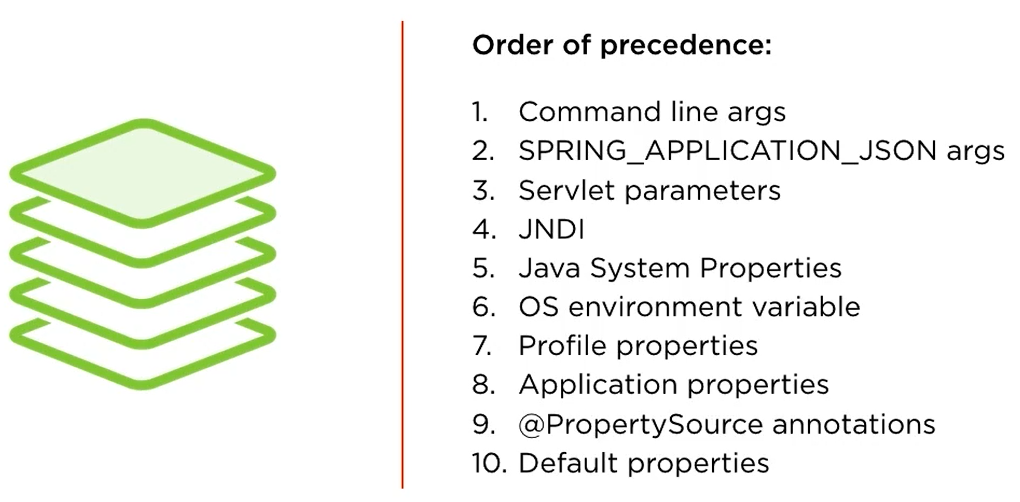 Order of precedence:
1. Command line args
2. SPRING_APPLICATION_JSON args
3. Servlet parameters
4. JNDI
5. Java System Properties
6. OS environment variable
7. Profile properties
8. Application properties
9. @PropertySource annotations
10. Default properties